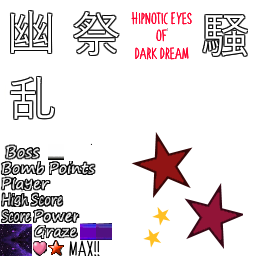 幽 祭 騒
乱
HIPNOTIC EYES
OF
DARK DREAM
Boss
Bomb Points
Player
High Score
Score Power
Graze
MAX!!